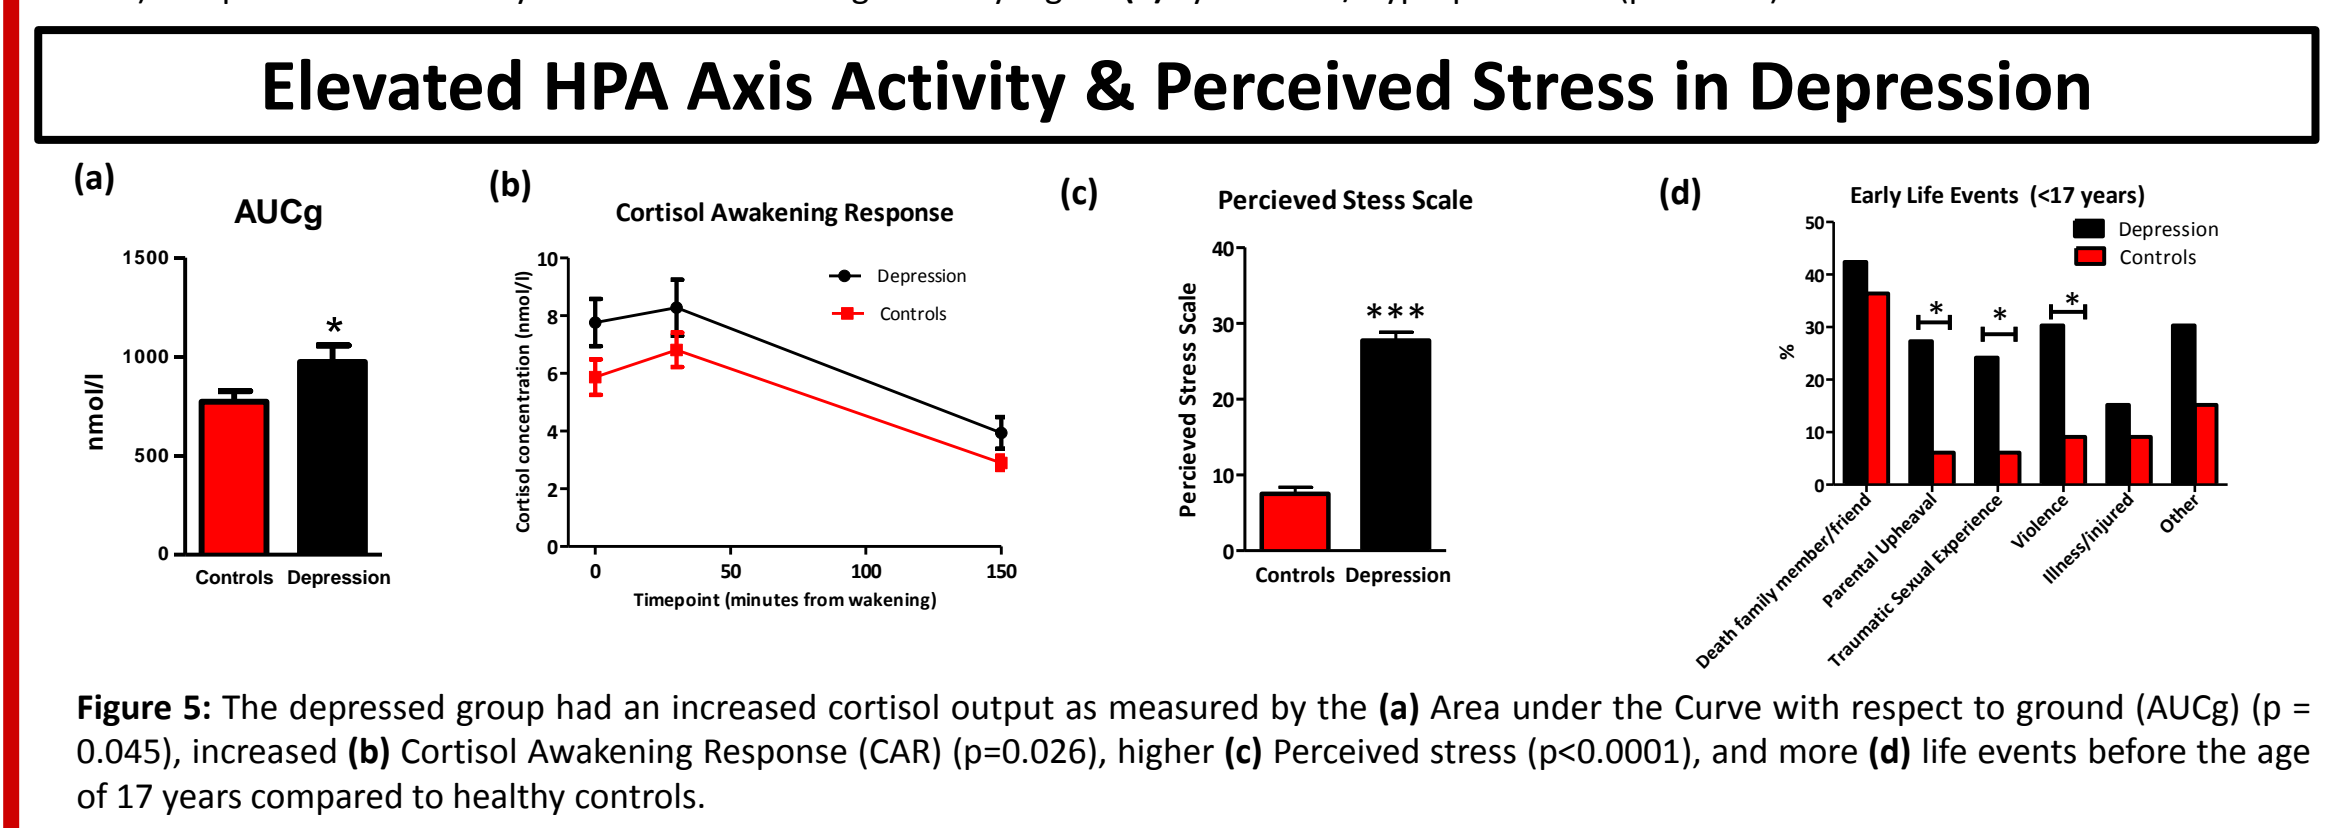 Elevated HPA Axis Activity & Perceived Stress in Depression
(a)
AUCg
1500
1000
500
0
nmol/l
*
Controls Depression
(b)
Cortisol Awakening Response
Cortisol concentration (nmol/l)
10
8
6
4
2
0
Depression
Controls
0 50 100 150
Timepoint (minutes from wakening)
(c)
Percieved Stess Scale
Percieved Stress Scale
40
30
20
10
0
***
Controls Depression
(d)
Early Life Events (<17 years)
Depression
Controls
%
50
40
30
20
10
0
* * *
Death family member/friend
Parental Upheaval
Traumatic Sexual Experience
Violence
Illness/injured
Other
Figure 5: The depressed group had an increased cortisol output as measured by the (a) Area under the Curve with respect to ground (AUCg) (p =
0.045), increased (b) Cortisol Awakening Response (CAR) (p=0.026), higher (c) Perceived stress (p<0.0001), and more (d) life events before the age
of 17 years compared to healthy controls.